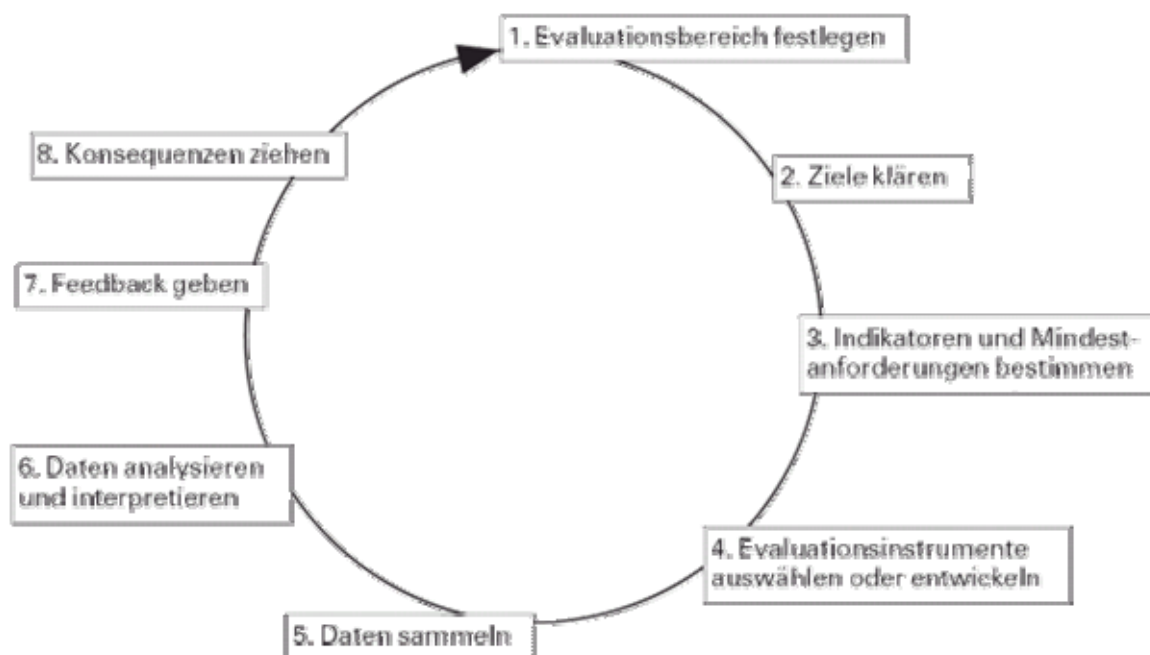 1. Evaluationsbereich festlegen
2. Ziele klären
3. Indikatoren und Mindest-
anforderungen bestimmen
4. Evaluationsinstrumente
auswählen oder entwickeln
5. Daten sammeln
6. Daten analysieren
und interpretieren
7. Feedback geben
8. Konsequenzen ziehen